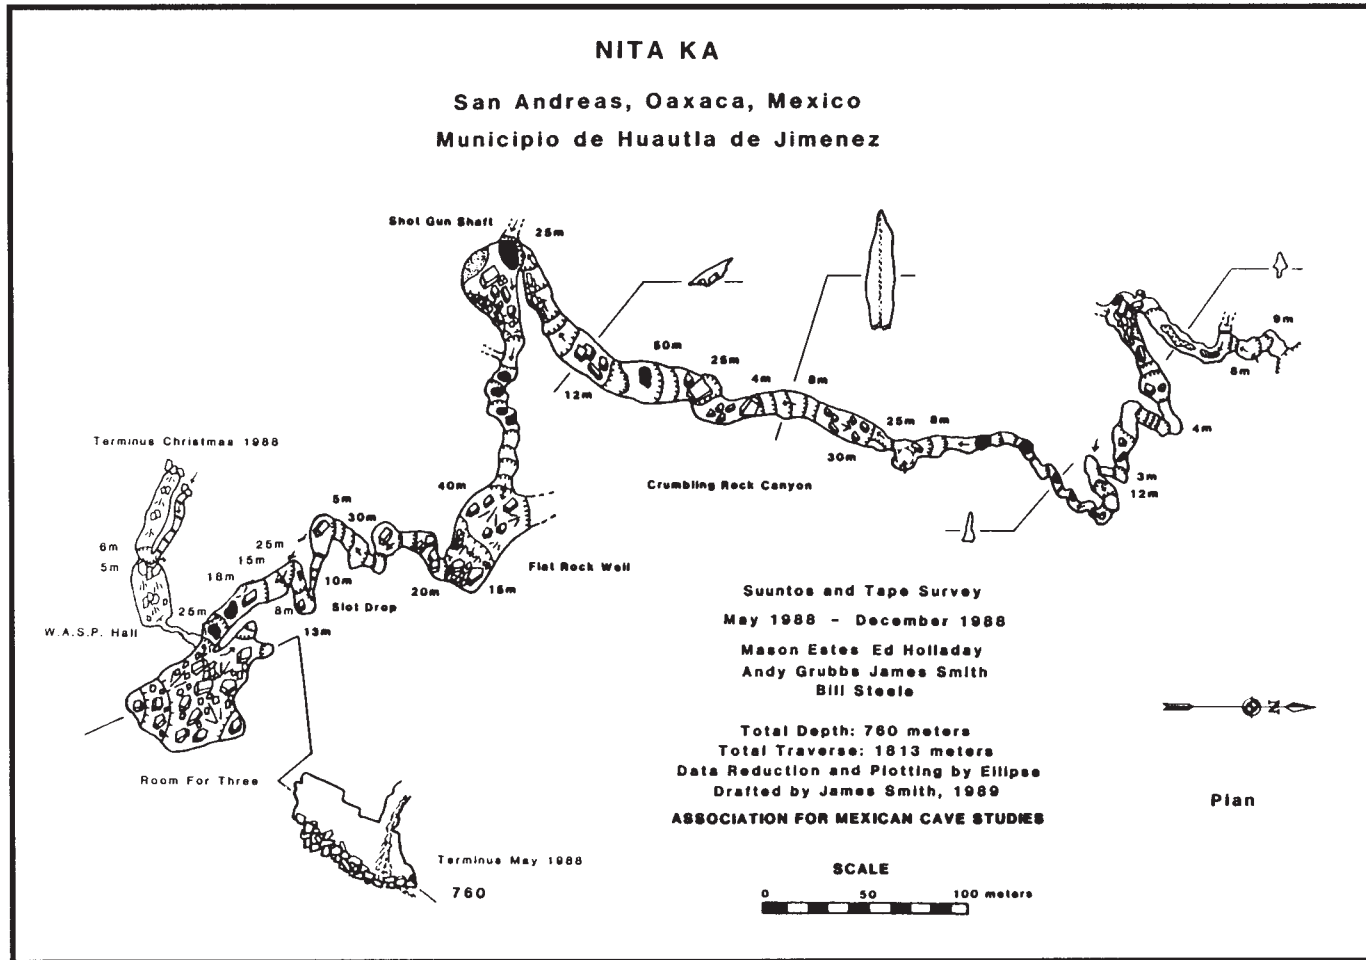 NITA KA
San Andreas, Oaxaca, Mexico
Municipio de Huautla de Jimenez
Shot Gun Shaft
25m
50m
25m
4m
8m
12m
25m
8m
30m
Crumbling Rock Canyon
9m
8m
4m
3m
12m
Terminus Christmas 1988
40m
5m
30m
25m
15m
18m
6m
5m
10m
20m
15m
Flat Rock Well
25m
8m
Slot Drop
W.A.S.P. Hall
13m
Room For Three
Terminus May 1988
760
Suuntos and Tape Survey
May 1988 - December 1988
Mason Estes Ed Holladay
Andy Grubbs James Smith
Bill Steele
Total Depth: 760 meters
Total Traverse: 1813 meters
Data Reduction and Plotting by Ellipse
Drafted by James Smith, 1989
ASSOCIATION FOR MEXICAN CAVE STUDIES
N
Plan
SCALE
0 50 100 meters